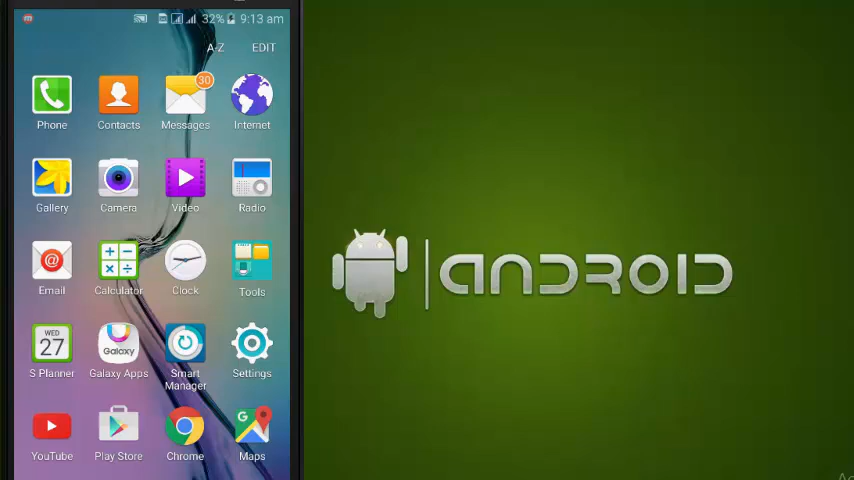 32% 9:13 am
A-Z EDIT
30
Phone Contacts Messages Internet
Gallery Camera Video Radio
@
Email Calculator Clock Tools
WED
27
Galaxy
S Planner Galaxy Apps Smart Manager Settings
G
YouTube Play Store Chrome Maps
ANDROID